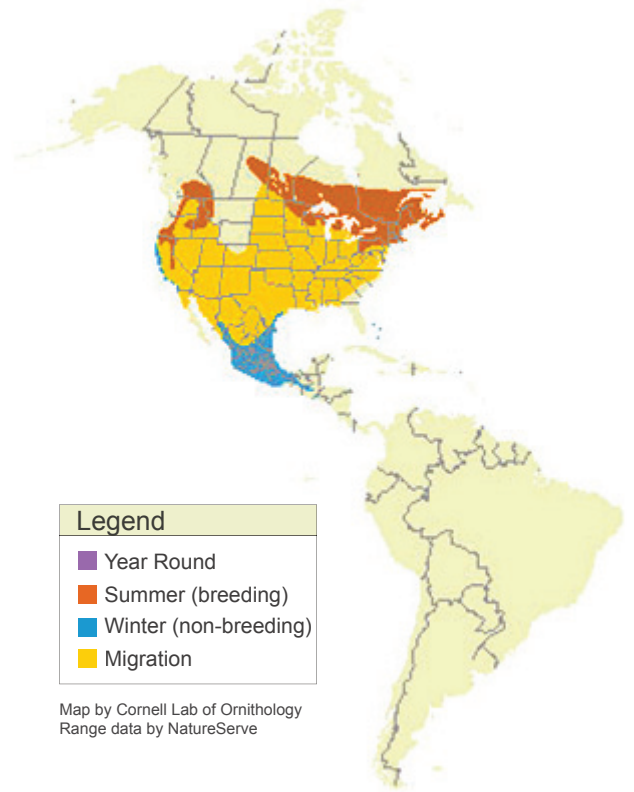 Legend
Year Round
Summer (breeding)
Winter (non-breeding)
Migration
Map by Cornell Lab of Ornithology
Range data by NatureServe